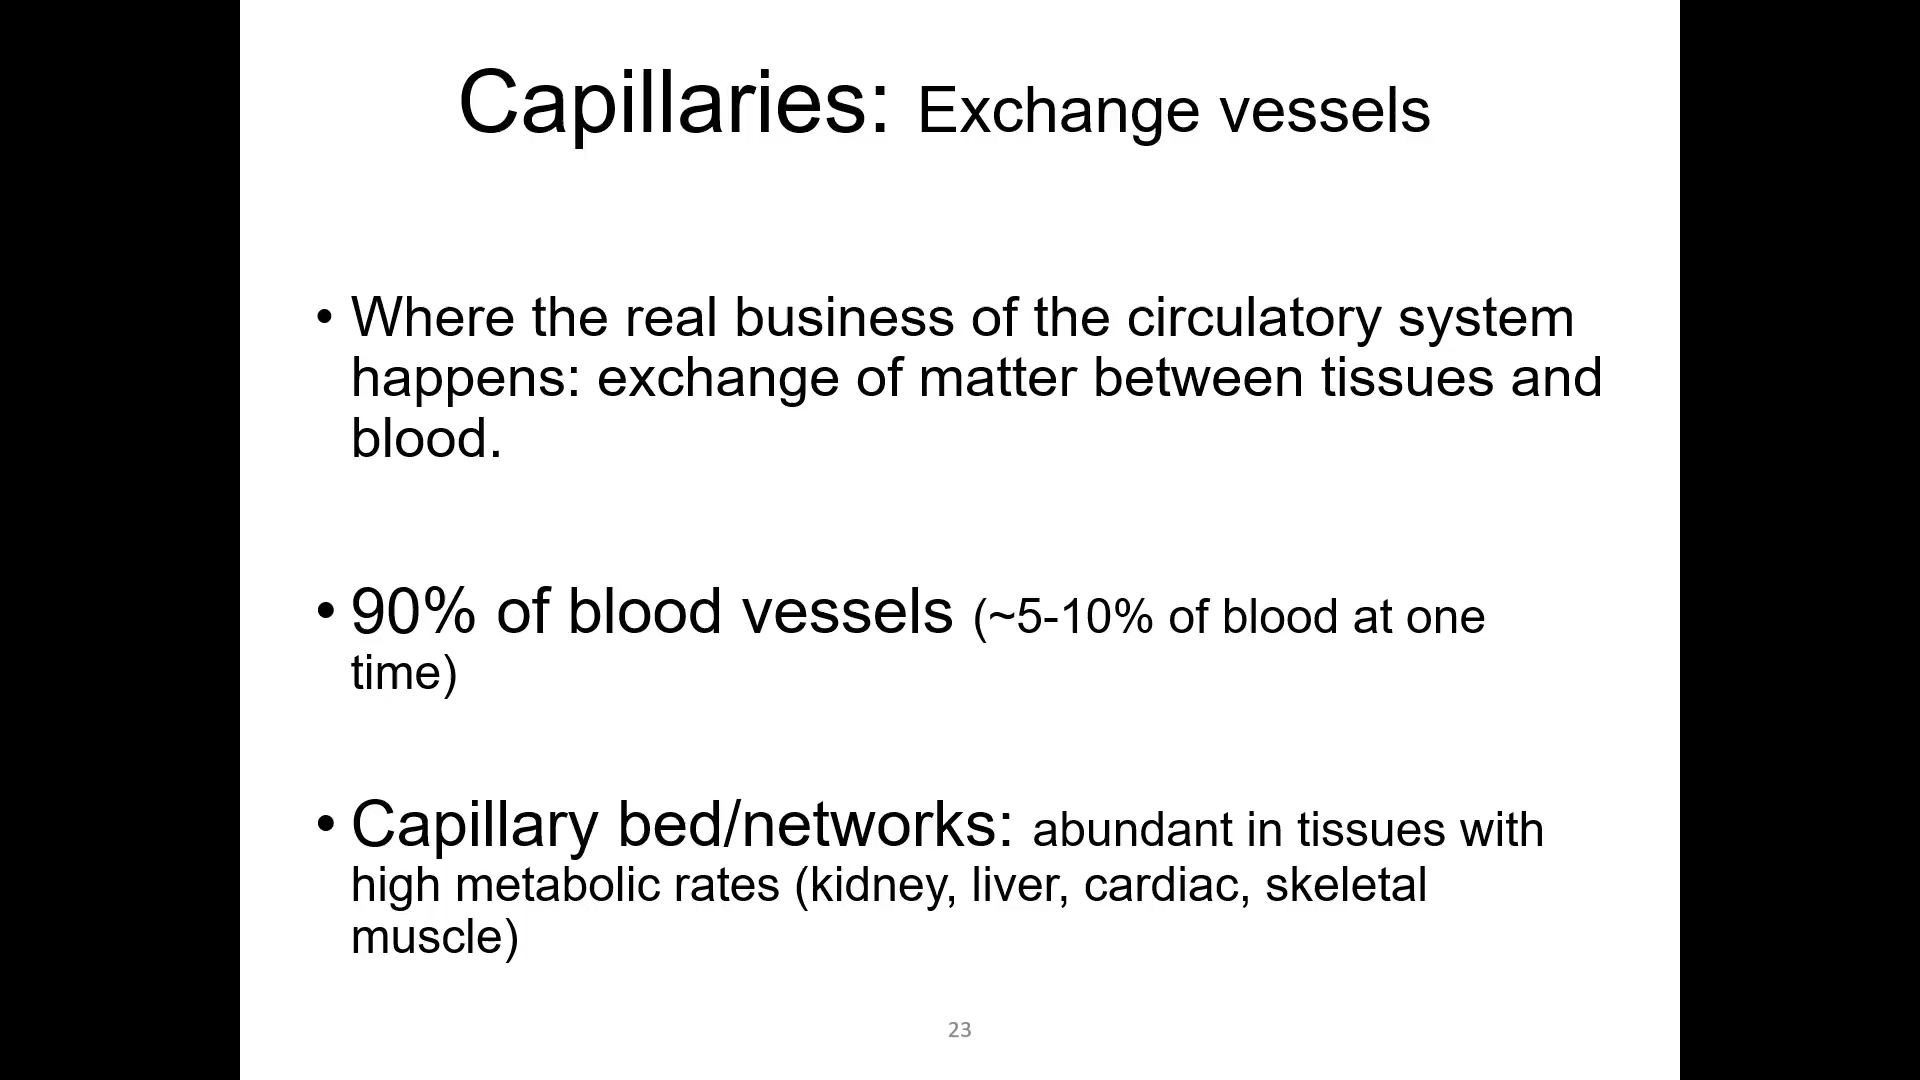 Capillaries: Exchange vessels
• Where the real business of the circulatory system
happens: exchange of matter between tissues and
blood.
• 90% of blood vessels (~5-10% of blood at one
time)
• Capillary bed/networks: abundant in tissues with
high metabolic rates (kidney, liver, cardiac, skeletal
muscle)
23